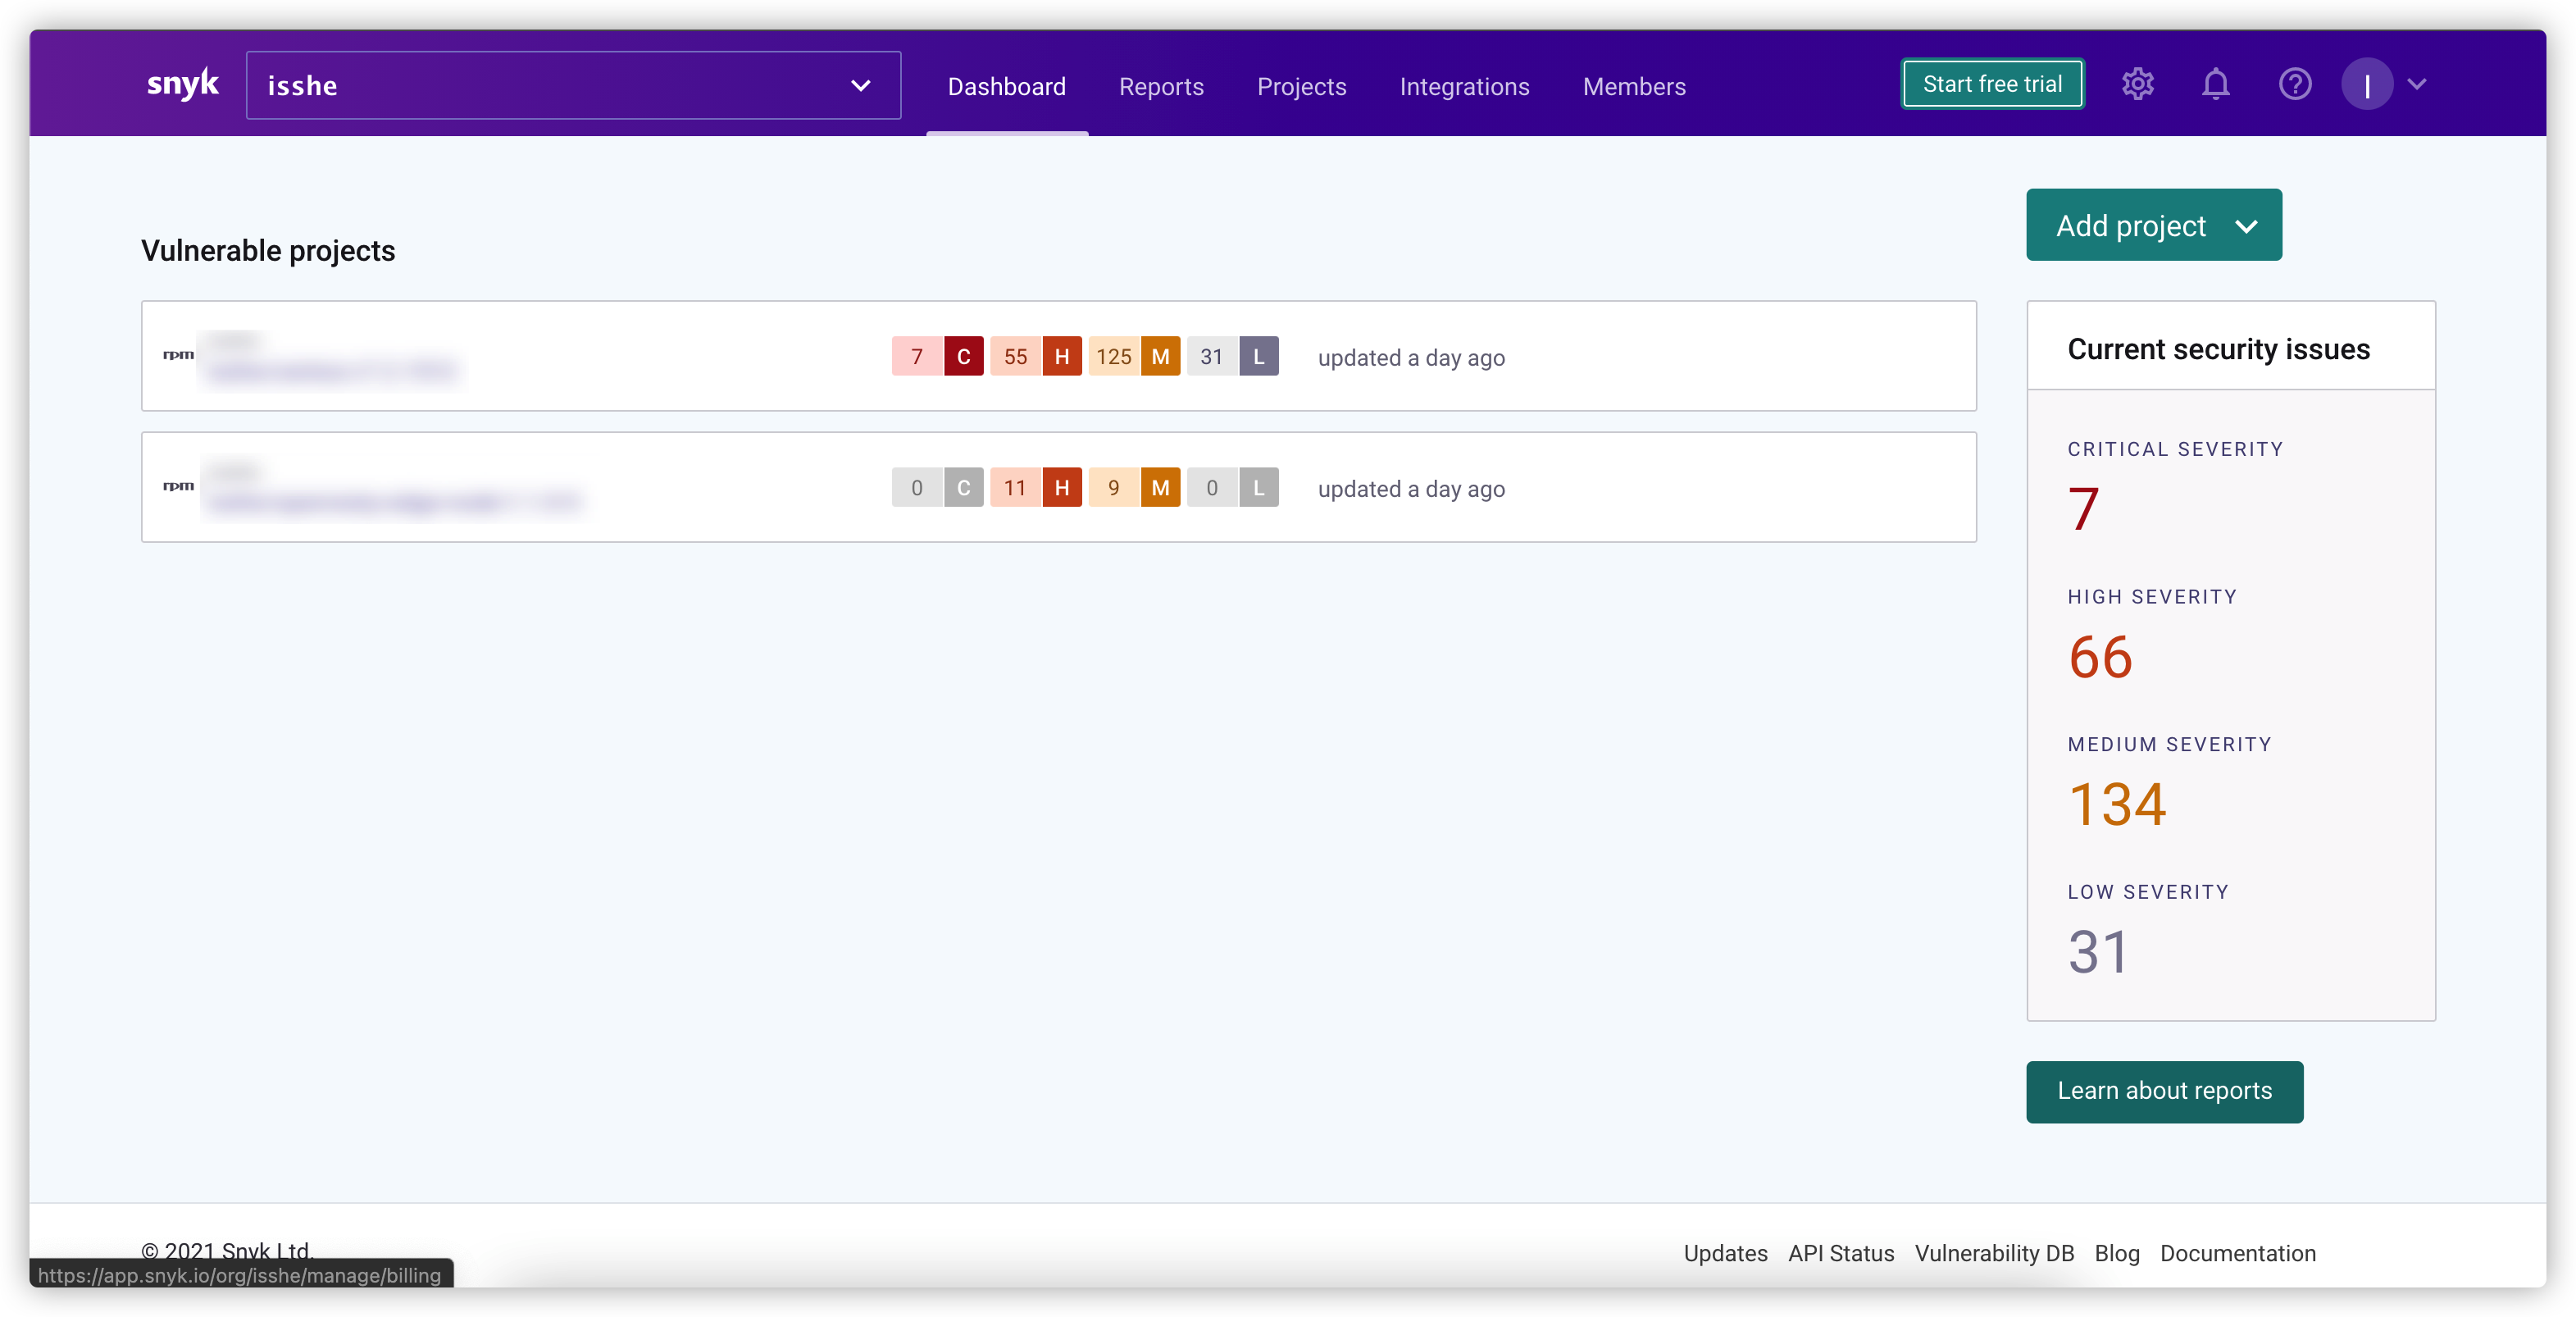 snyk isshe Dashboard Reports Projects Integrations Members Start free trial
Add project
Vulnerable projects
rpm 7 C 55 H 125 M 31 L updated a day ago
rpm 0 C 11 H 9 M 0 L updated a day ago
Current security issues
CRITICAL SEVERITY
7
HIGH SEVERITY
66
MEDIUM SEVERITY
134
LOW SEVERITY
31
Learn about reports
© 2021 Snyk Ltd. Updates API Status Vulnerability DB Blog Documentation
https://app.snyk.io/org/isshe/manage/billing